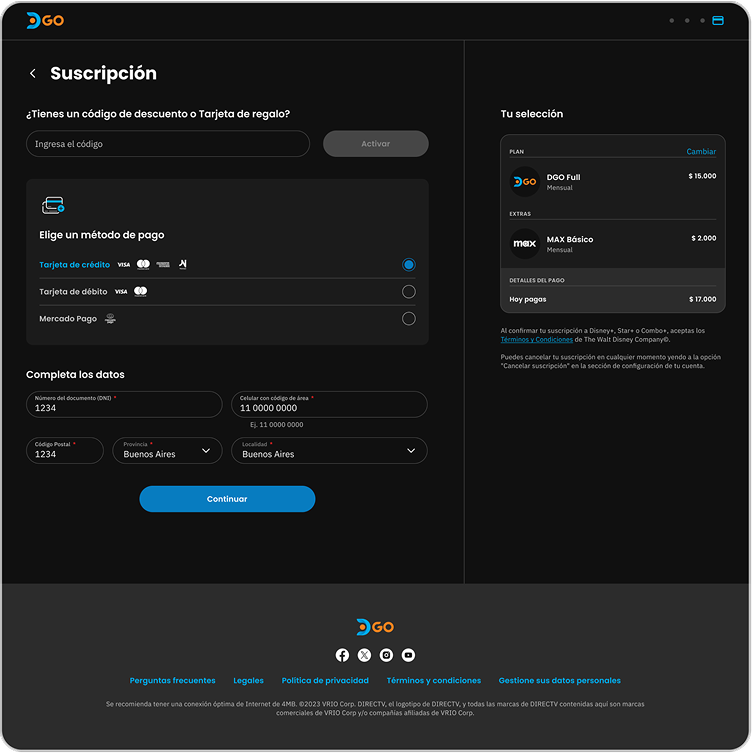 DGO
Suscripción
¿Tienes un código de descuento o Tarjeta de regalo?
Ingresa el código
Activar
Elige un método de pago
Tarjeta de crédito VISA
Tarjeta de débito VISA
Mercado Pago
Completa los datos
Número del documento (DNI) *
1234
Celular con código de área *
11 0000 0000
Ej. 11 0000 0000
Código Postal *
1234
Provincia *
Buenos Aires
Localidad *
Buenos Aires
Continuar
Tu selección
PLAN Cambiar
DGO
DGO Full $ 15.000
Mensual
EXTRAS
max
MAX Básico $ 2.000
Mensual
DETALLES DEL PAGO
Hoy pagas $ 17.000
Al confirmar tu suscripción a Disney+, Star+ o Combo+, aceptas los
Términos y Condiciones de The Walt Disney Company©.
Puedes cancelar tu suscripción en cualquier momento yendo a la opción
"Cancelar suscripción" en la sección de configuración de tu cuenta.
DGO
Perguntas frecuentes Legales Política de privacidad Términos y condiciones Gestione sus datos personales
Se recomienda tener una conexión óptima de Internet de 4MB. ©2023 VRIO Corp. DIRECTV, el logotipo de DIRECTV, y todas las marcas de DIRECTV contenidas aquí son marcas
comerciales de VRIO Corp y/o compañías afiliadas de VRIO Corp.